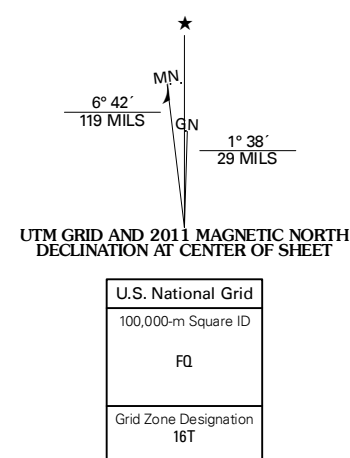 ★
MN.
6° 42´
119 MILS
GN
1° 38´
29 MILS
UTM GRID AND 2011 MAGNETIC NORTH
DECLINATION AT CENTER OF SHEET
U.S. National Grid
100,000-m Square ID
FQ
Grid Zone Designation
16T